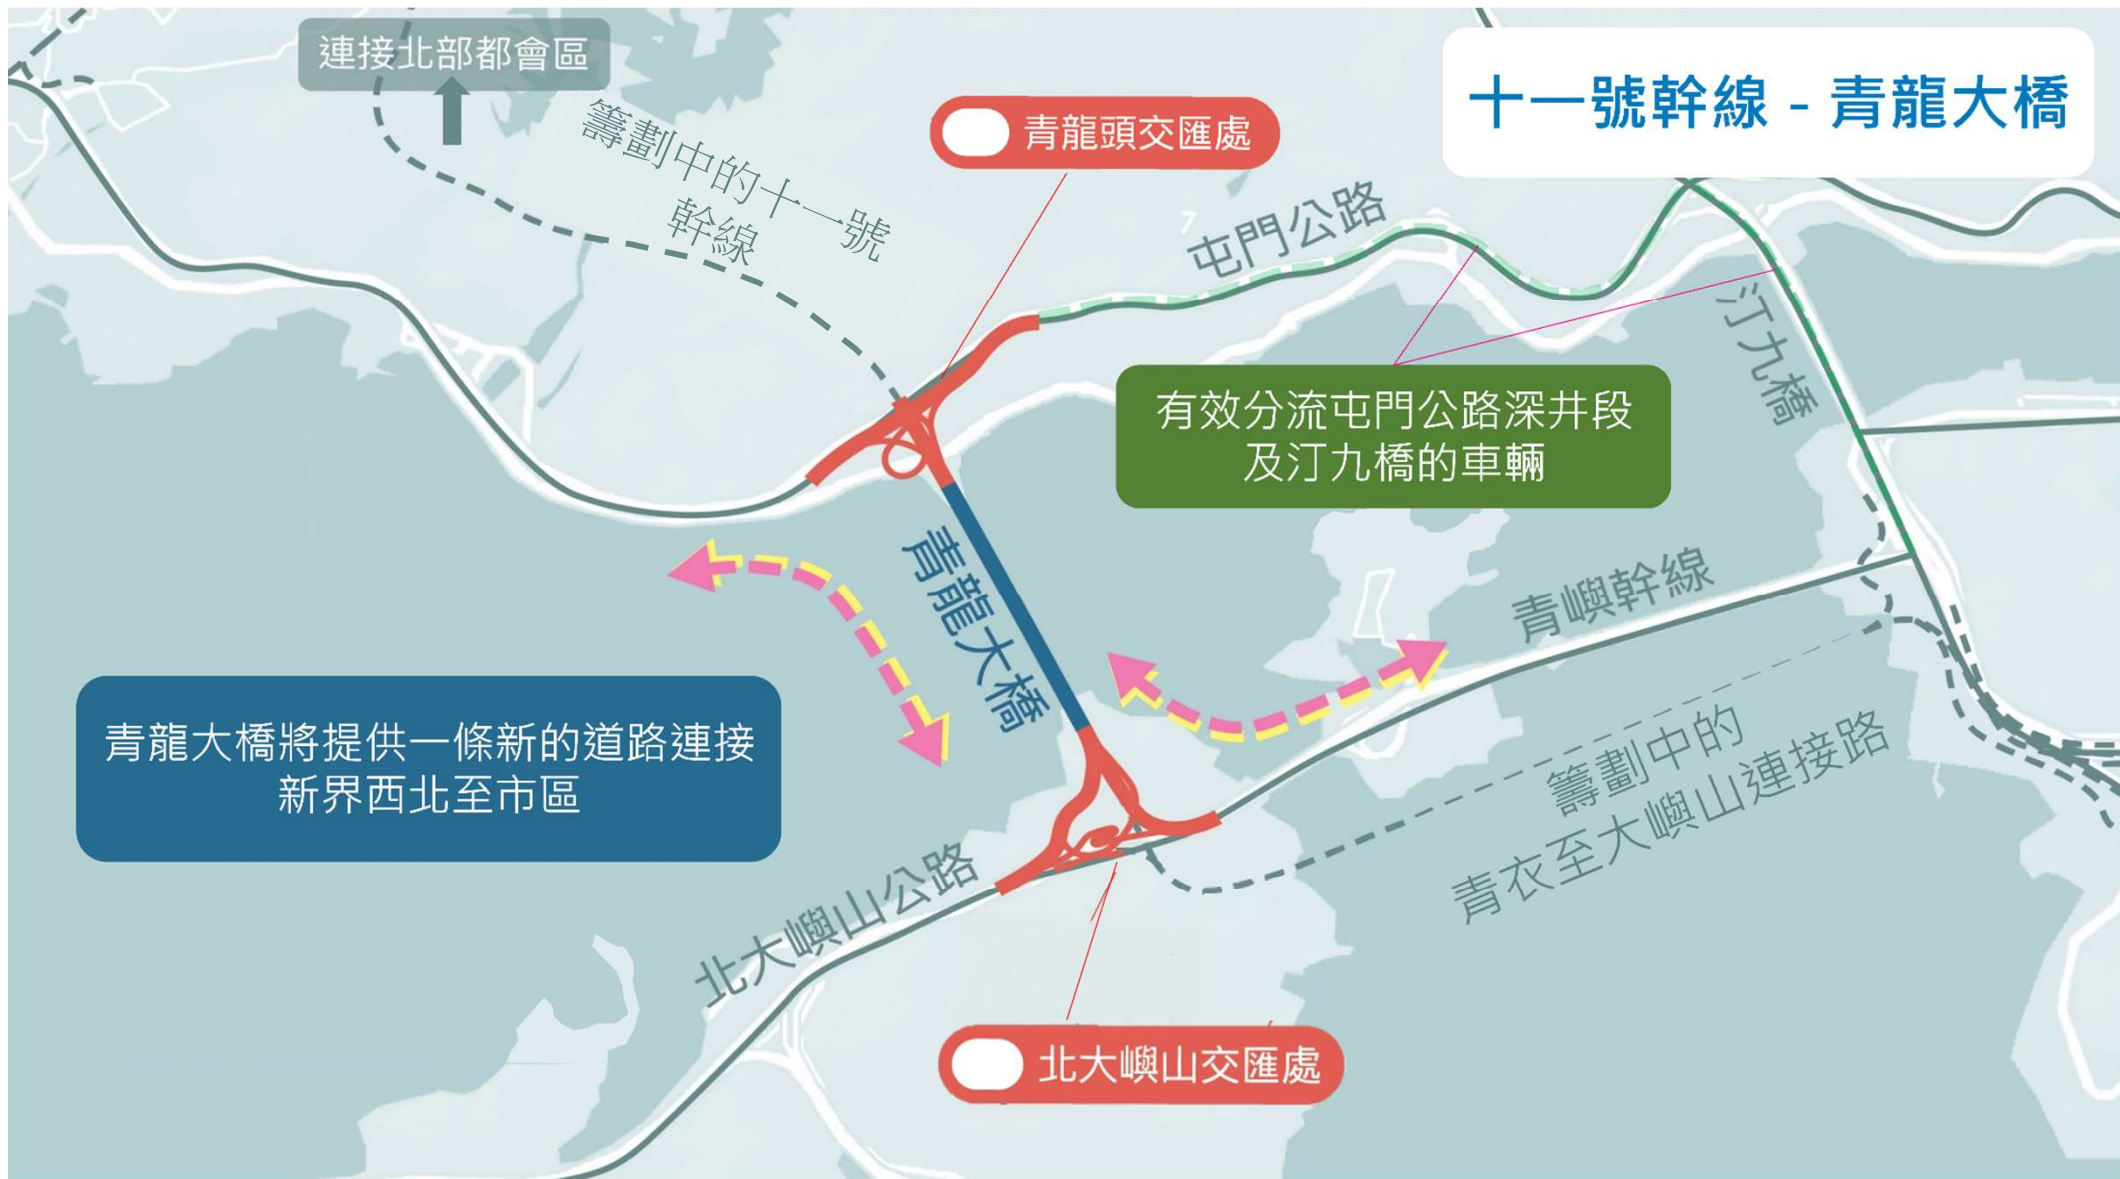 連接北部都會區
十一號幹線 - 青龍大橋
籌劃中的十一號
幹線
青龍頭交匯處
屯門公路
汀九橋
有效分流屯門公路深井段
及汀九橋的車輛
青龍大橋
青嶼幹線
青龍大橋將提供一條新的道路連接
新界西北至市區
籌劃中的
青衣至大嶼山連接路
北大嶼山公路
北大嶼山交匯處